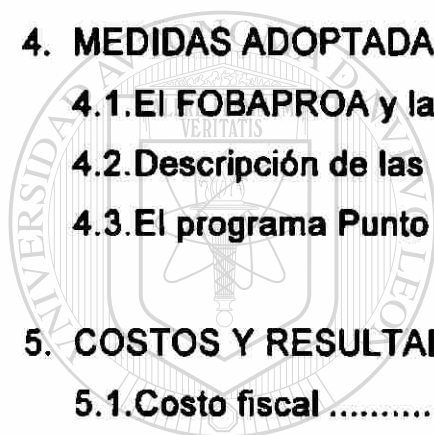 4. MEDIDAS ADOPTADA
4.1.El FOBAPROA y la
4.2.Descripción de las
4.3.El programa Punto
5. COSTOS Y RESULTA
5.1.Costo fiscal ..........